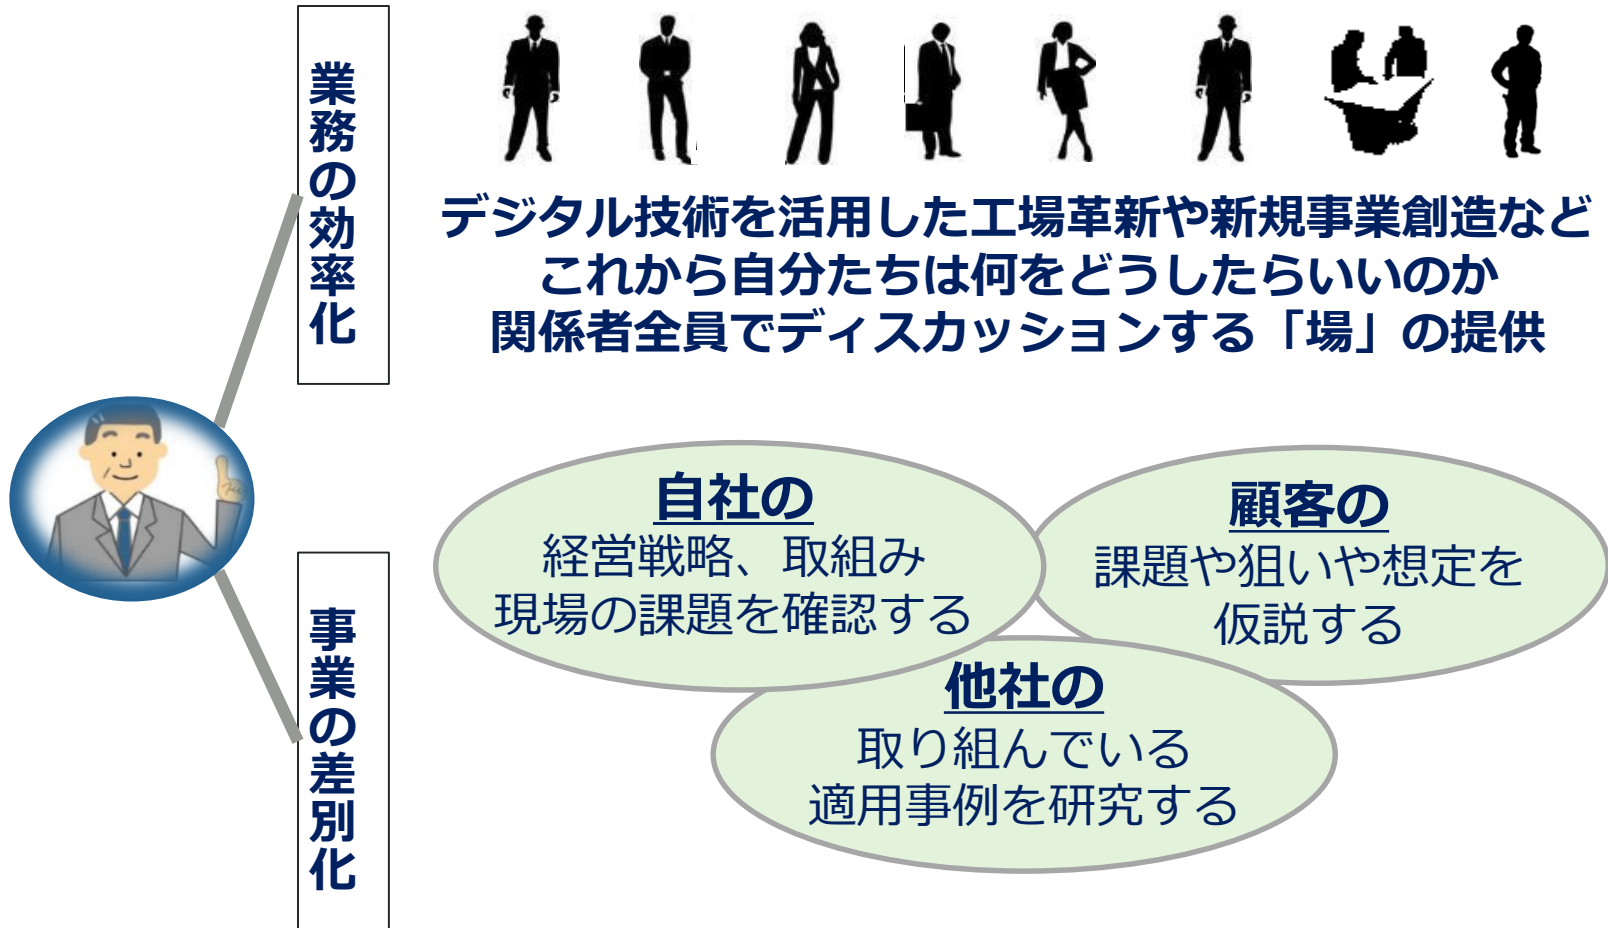 業務の効率化
デジタル技術を活用した工場革新や新規事業創造など
これから自分たちは何をどうしたらいいのか
関係者全員でディスカッションする「場」の提供
事業の差別化
自社の
経営戦略、取組み
現場の課題を確認する
顧客の
課題や狙いや想定を
仮説する
他社の
取り組んでいる
適用事例を研究する